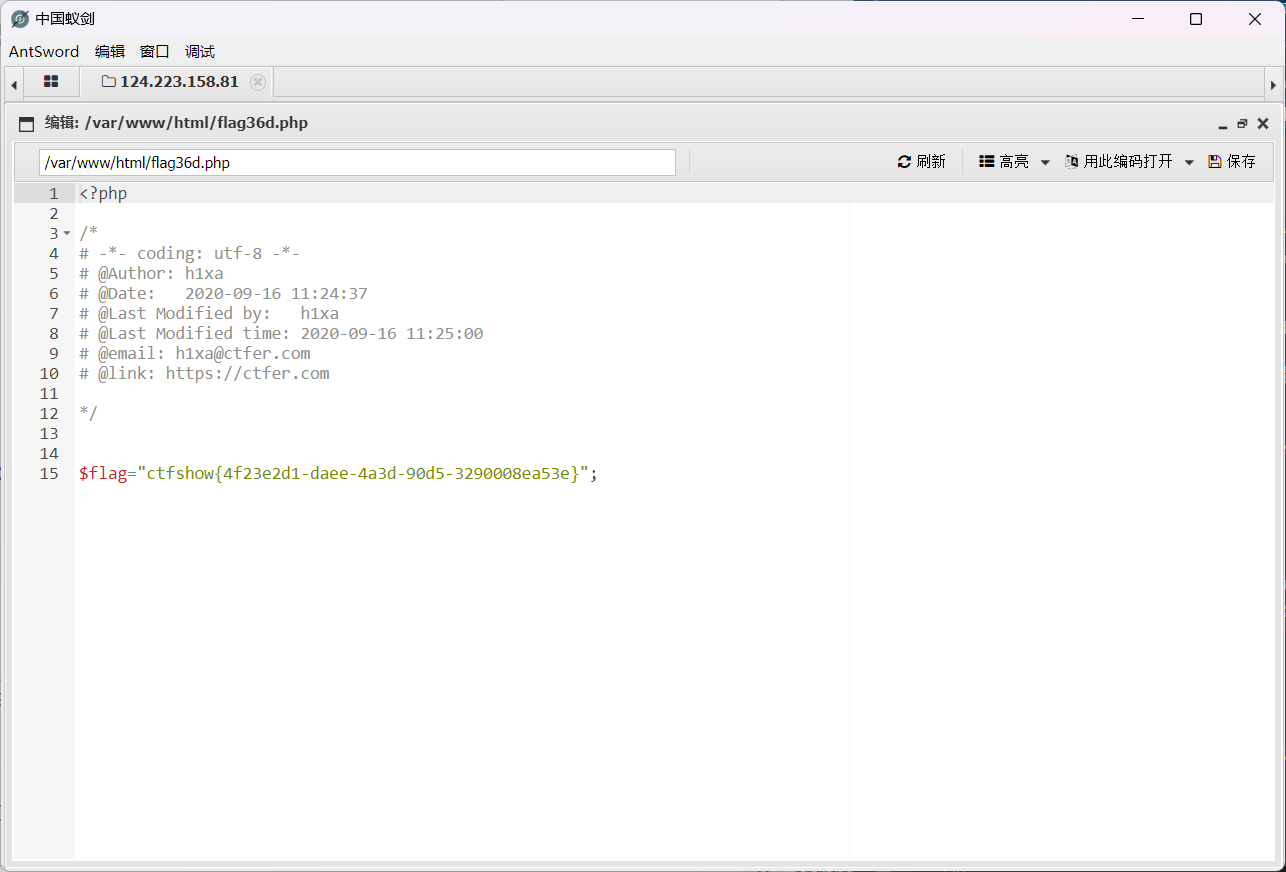 中国蚁剑
AntSword 编辑 窗口 调试
124.223.158.81
编辑: /var/www/html/flag36d.php
/var/www/html/flag36d.php 刷新 高亮 用此编码打开 保存
1 <?php
2
3 /*
4 # -*- coding: utf-8 -*-
5 # @Author: h1xa
6 # @Date:   2020-09-16 11:24:37
7 # @Last Modified by:   h1xa
8 # @Last Modified time: 2020-09-16 11:25:00
9 # @email: h1xa@ctfer.com
10 # @link: https://ctfer.com
11
12 */
13
14
15 $flag="ctfshow{4f23e2d1-daee-4a3d-90d5-3290008ea53e}";